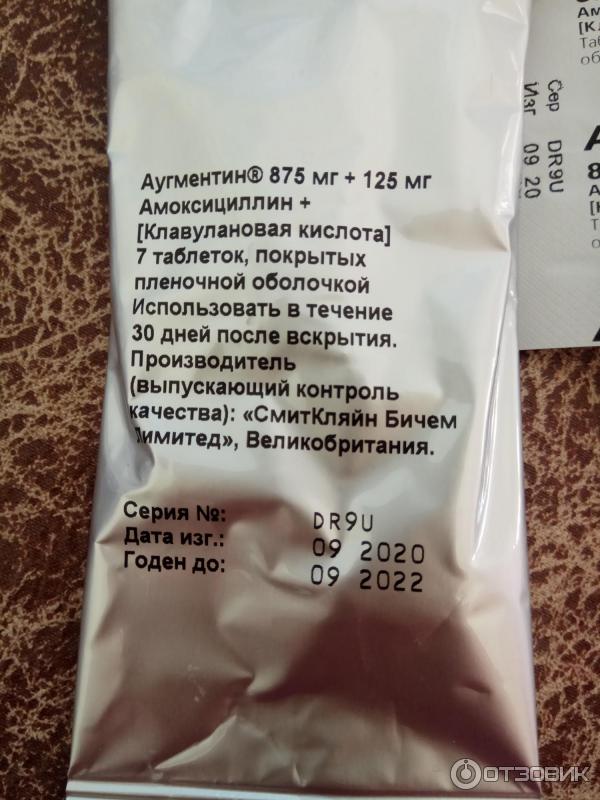 Аугментин® 875 мг + 125 мг
Амоксициллин +
[Клавулановая кислота]
7 таблеток, покрытых
пленочной оболочкой
Использовать в течение
30 дней после вскрытия.
Производитель
(выпускающий контроль
качества): «СмитКляйн Бичем
Лимитед», Великобритания.
Серия №: DR9U
Дата изг.: 09 2020
Годен до: 09 2022
Сер DR9U
Изг 09 20
ОТЗОВИК